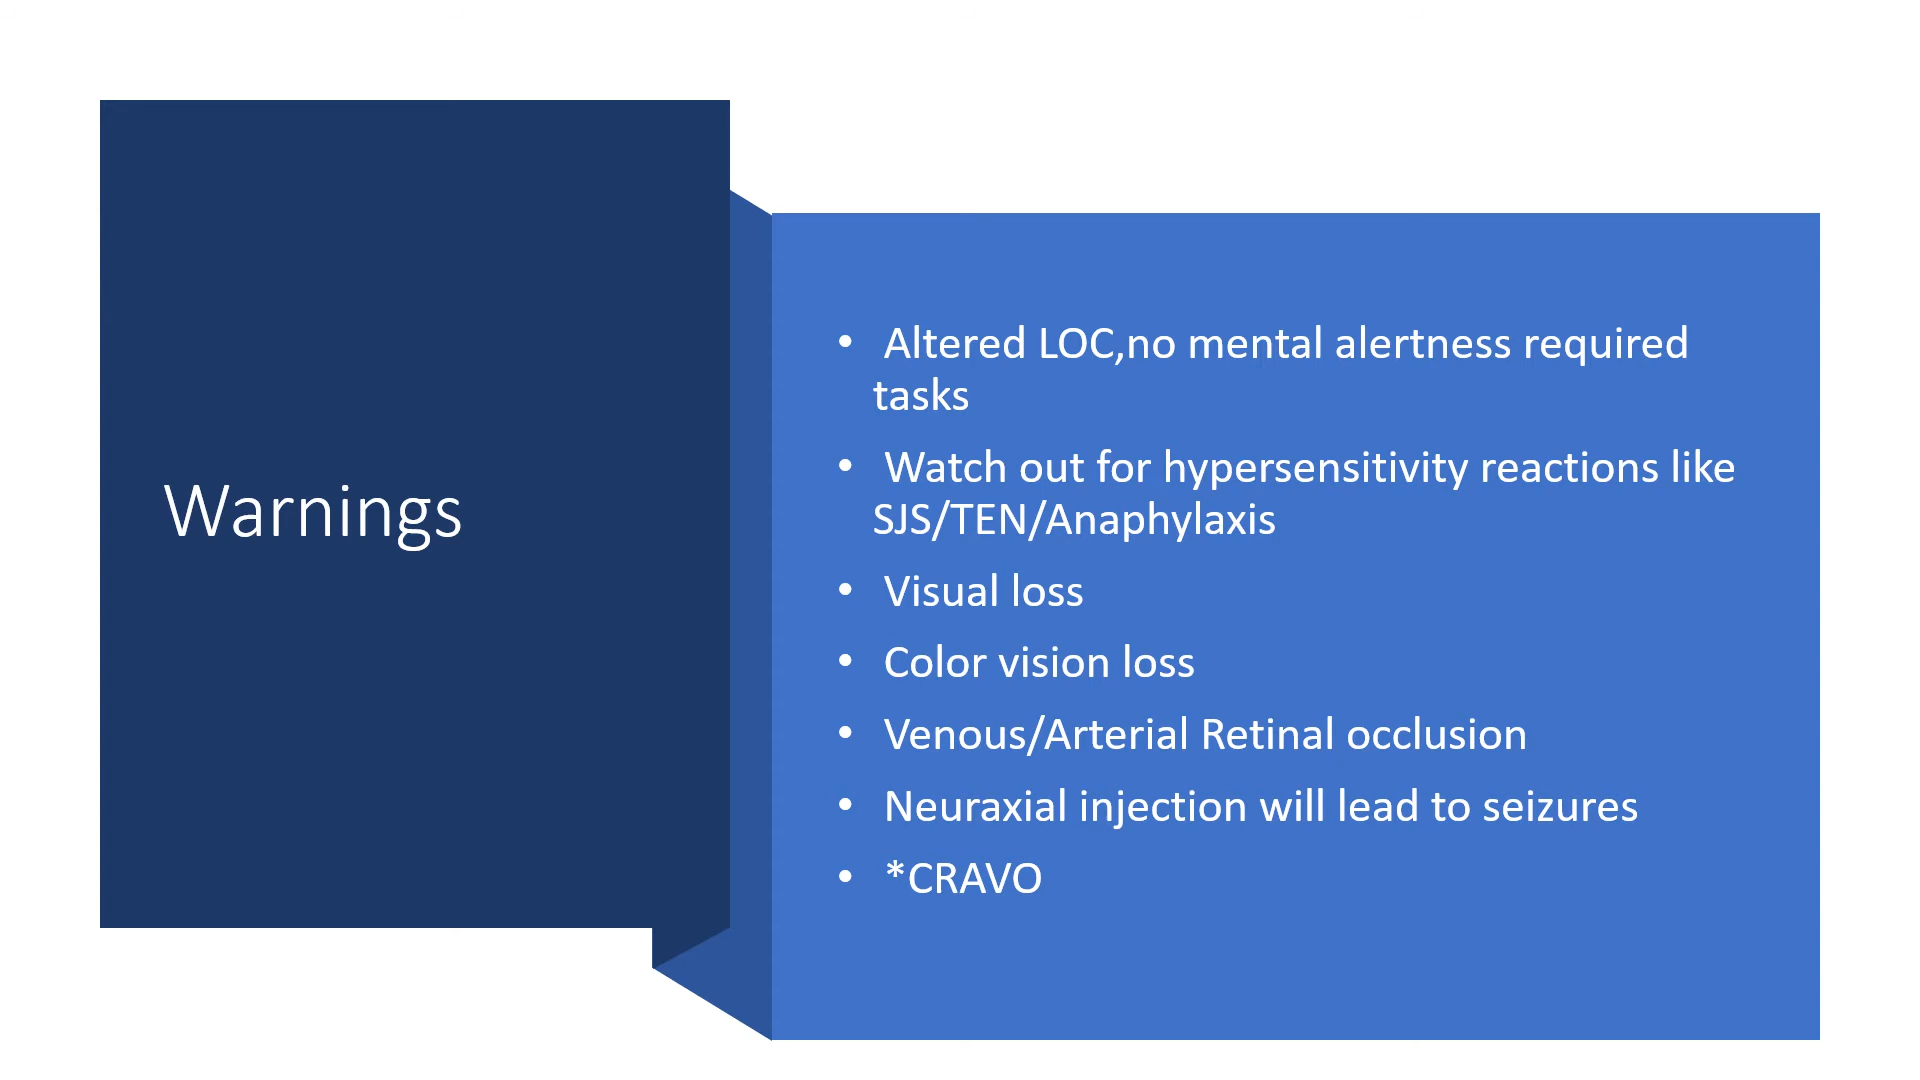 Warnings
• Altered LOC,no mental alertness required
tasks
• Watch out for hypersensitivity reactions like
SJS/TEN/Anaphylaxis
• Visual loss
• Color vision loss
• Venous/Arterial Retinal occlusion
• Neuraxial injection will lead to seizures
• *CRAVO